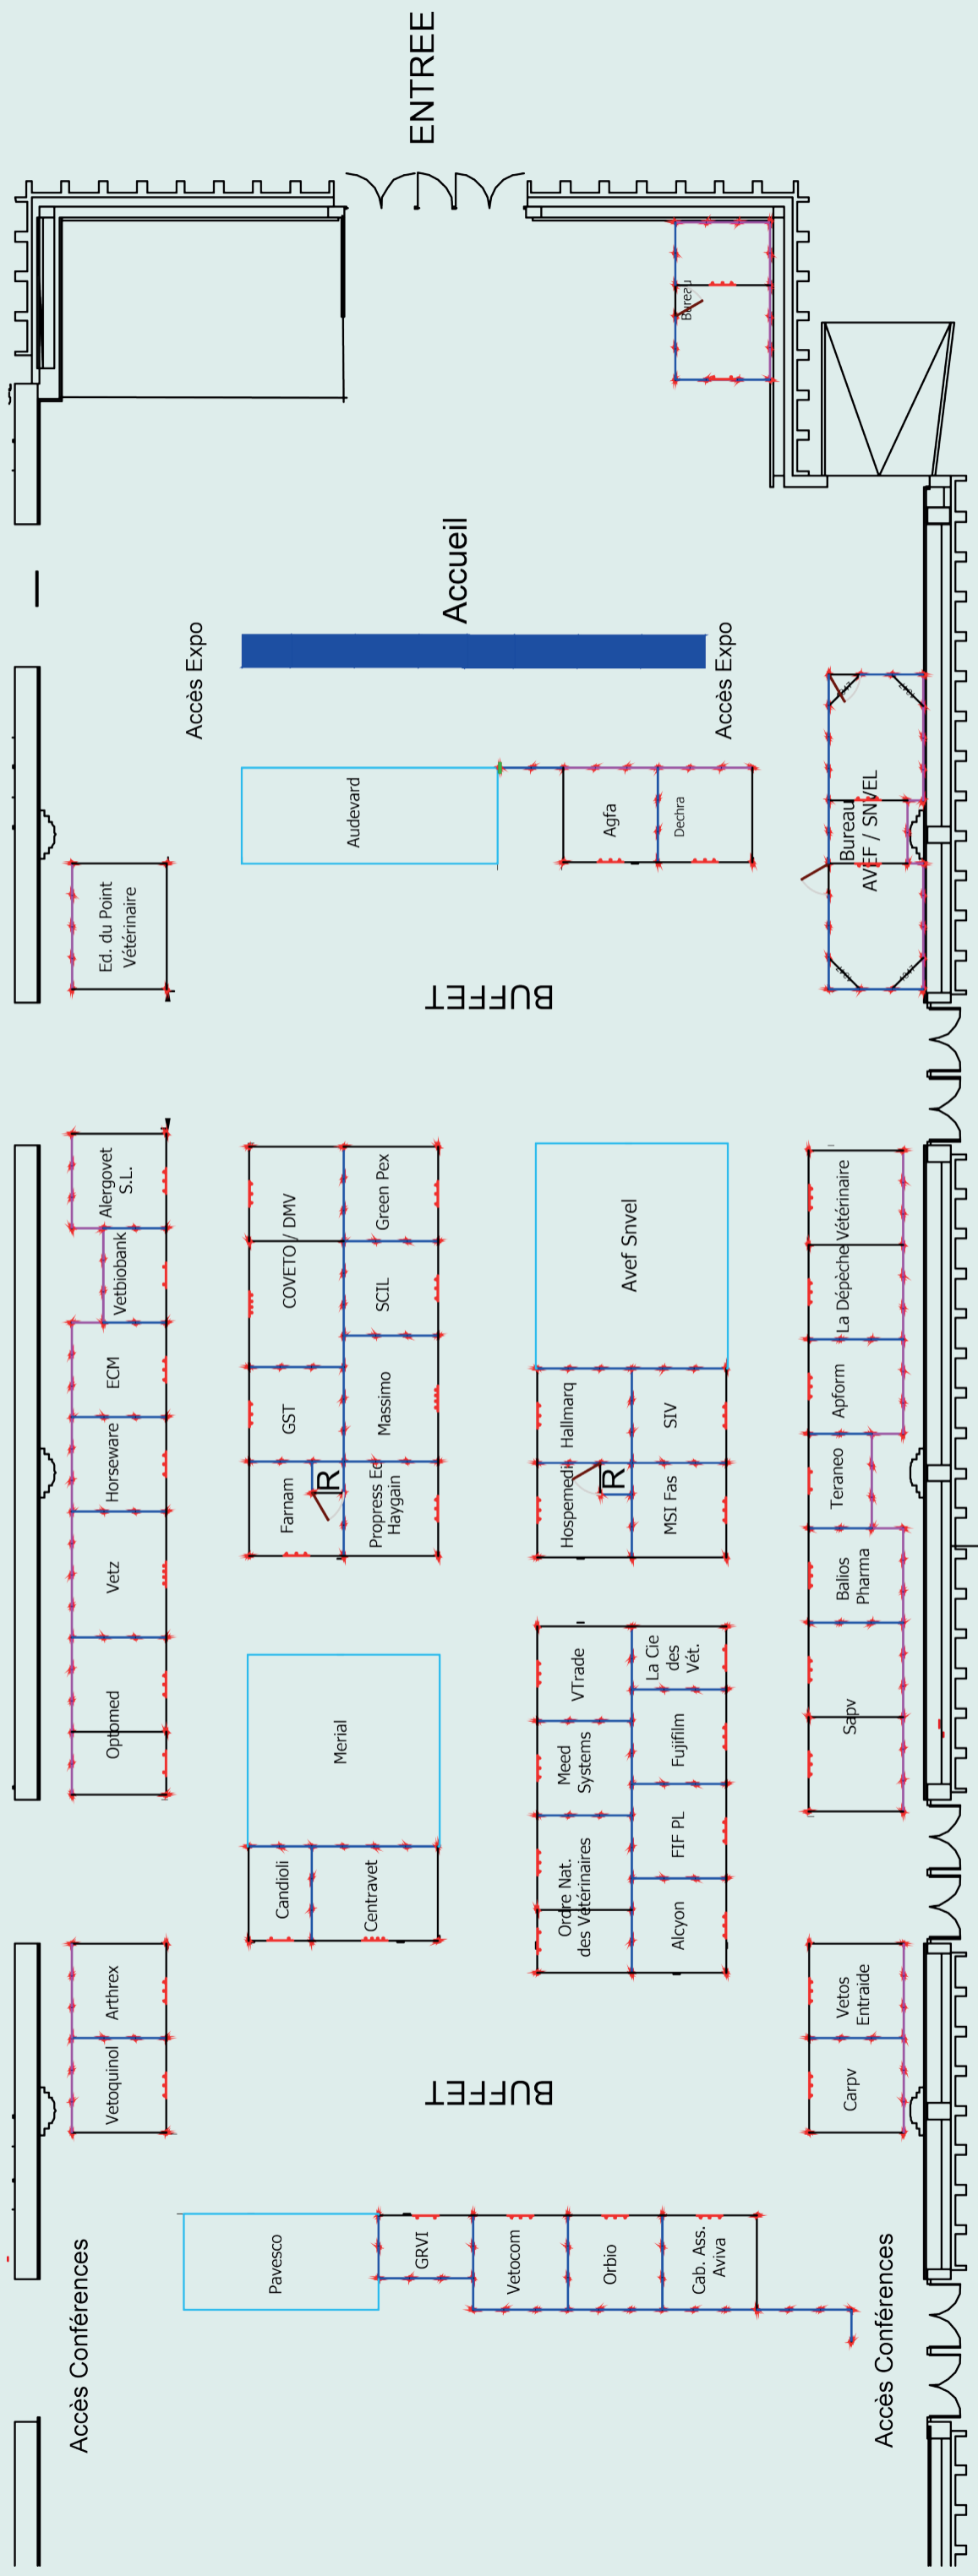 ENTREE
Bureau
Accueil
Accès Expo
Accès Expo
Audevard
Agfa
Dechra
Bureau
AVEF / SNVEL
Ed. du Point
Vétérinaire
BUFFET
Alergovet
S.L.
Vetbiobank
ECM
Horseware
Vetz
Optomed
COVETO / DMV
Green Pex
SCIL
GST
Massimo
Farnam
R
Propress Eq
Haygain
Avef Snvel
Hallmarq
SIV
Hospemedi
R
MSI Fas
La Dépèche Vétérinaire
Apform
Teraneo
Balios
Pharma
Sapv
Merial
Candioli
Centravet
VTrade
La Cie
des
Vét.
Meed
Systems
Fujifilm
Ordre Nat.
des Vetérinaires
FIF PL
Alcyon
Arthrex
Vetoquinol
Vetos
Entraide
Carpv
BUFFET
Pavesco
GRVI
Vetocom
Orbio
Cab. Ass.
Aviva
Accès Conférences
Accès Conférences